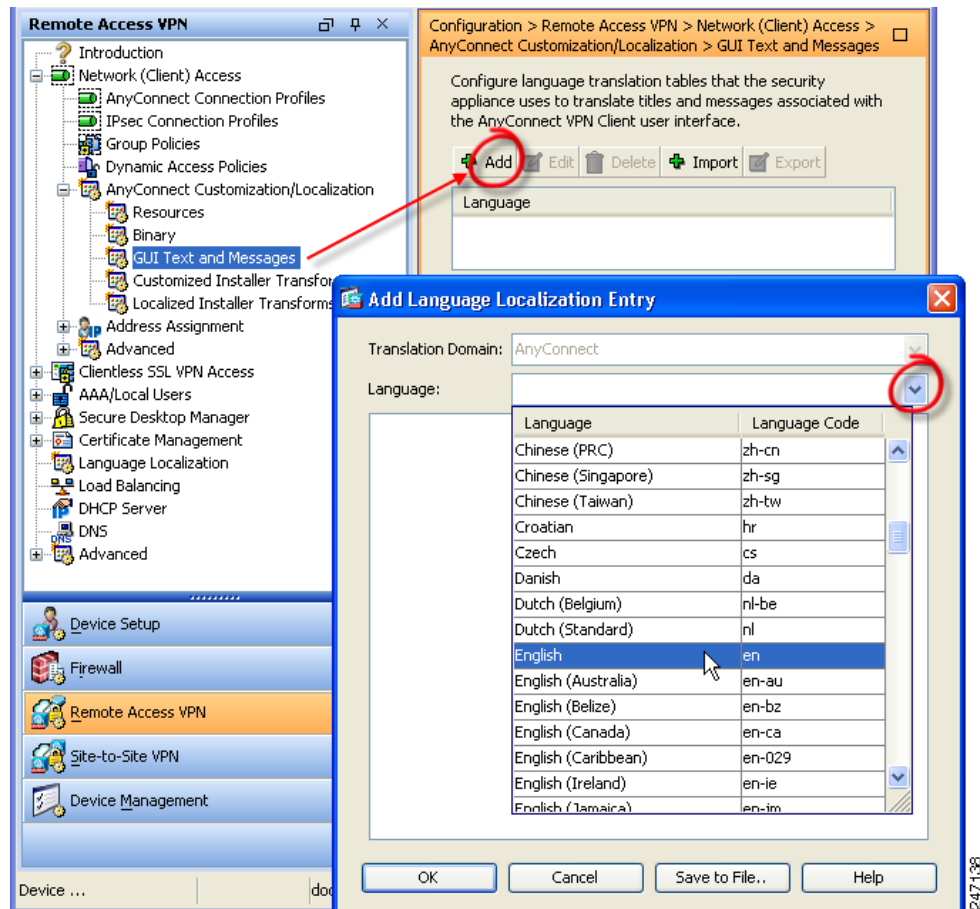 Remote Access VPN
Introduction
Network (Client) Access
AnyConnect Connection Profiles
IPsec Connection Profiles
Group Policies
Dynamic Access Policies
AnyConnect Customization/Localization
Resources
Binary
GUI Text and Messages
Customized Installer Transfor
Localized Installer Transforms
Address Assignment
Advanced
Clientless SSL VPN Access
AAA/Local Users
Secure Desktop Manager
Certificate Management
Language Localization
Load Balancing
DHCP Server
DNS
Advanced
Device Setup
Firewall
Remote Access VPN
Site-to-Site VPN
Device Management
Device ...
doc
Configuration > Remote Access VPN > Network (Client) Access >
AnyConnect Customization/Localization > GUI Text and Messages
Configure language translation tables that the security
appliance uses to translate titles and messages associated with
the AnyConnect VPN Client user interface.
Add Edit Delete Import Export
Language
Add Language Localization Entry
Translation Domain: AnyConnect
Language:
Language Language Code
Chinese (PRC) zh-cn
Chinese (Singapore) zh-sg
Chinese (Taiwan) zh-tw
Croatian hr
Czech cs
Danish da
Dutch (Belgium) nl-be
Dutch (Standard) nl
English en
English (Australia) en-au
English (Belize) en-bz
English (Canada) en-ca
English (Caribbean) en-029
English (Ireland) en-ie
English (Jamaica) en-jm
OK Cancel Save to File.. Help
247138